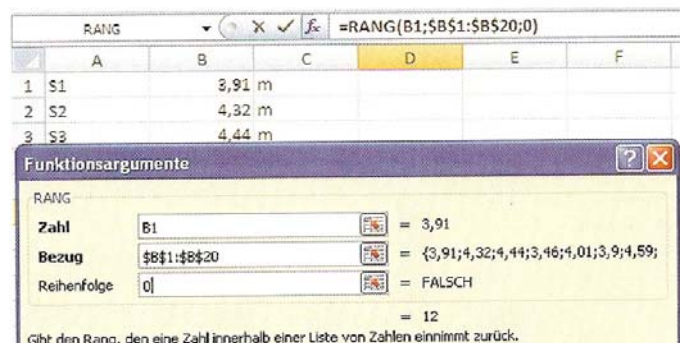 RANG =RANG(B1;$B$1:$B$20;0)
A B C D E F
1 S1 3,91 m
2 S2 4,32 m
3 S3 4,44 m
Funktionsargumente
RANG
Zahl B1 = 3,91
Bezug $B$1:$B$20 = {3,91;4,32;4,44;3,46;4,01;3,9;4,59;
Reihenfolge 0 = FALSCH
= 12
Gibt den Rang, den eine Zahl innerhalb einer Liste von Zahlen einnimmt zurück.